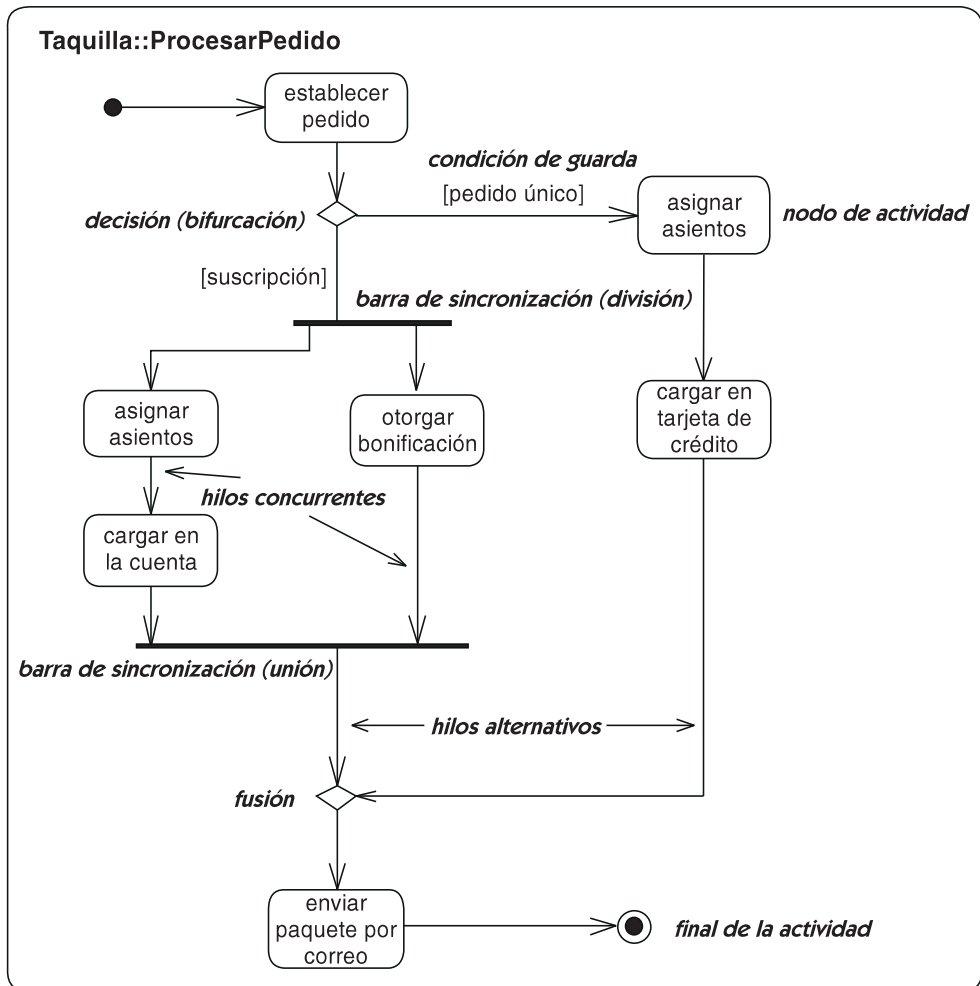 Taquilla::ProcesarPedido
establecer
pedido
condición de guarda
[pedido único]
decisión (bifurcación)
asignar
asientos
nodo de actividad
[suscripción]
barra de sincronización (división)
asignar
asientos
otorgar
bonificación
cargar en
tarjeta de
crédito
hilos concurrentes
cargar en
la cuenta
barra de sincronización (unión)
hilos alternativos
fusión
enviar
paquete por
correo
final de la actividad